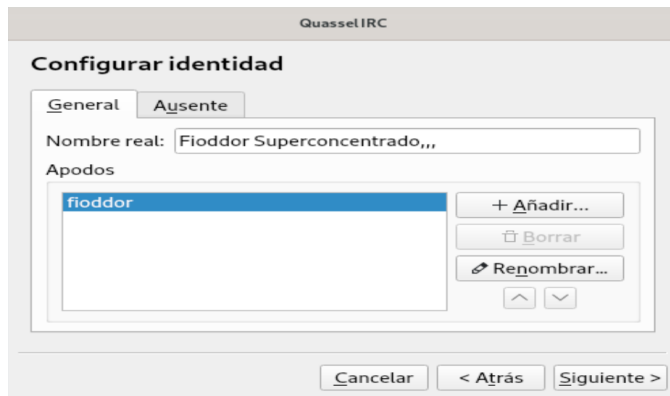 Quassel IRC
Configurar identidad
General Ausente
Nombre real: Fioddor Superconcentrado,,,
Apodos
fioddor
+ Añadir...
Borrar
Renombrar...
Cancelar < Atrás Siguiente >